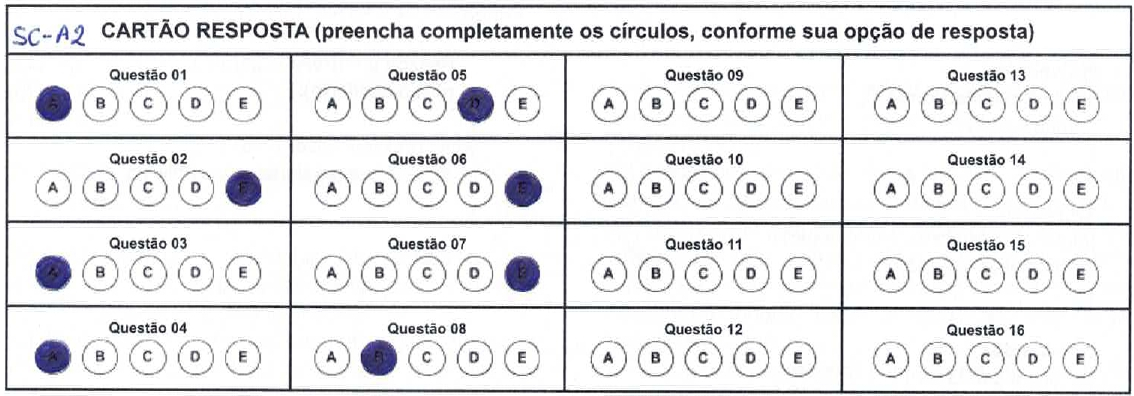 SC-A2 CARTÃO RESPOSTA (preencha completamente os círculos, conforme sua opção de resposta)
Questão 01 Questão 05 Questão 09 Questão 13
A B C D E A B C D E A B C D E A B C D E
Questão 02 Questão 06 Questão 10 Questão 14
A B C D E A B C D E A B C D E A B C D E
Questão 03 Questão 07 Questão 11 Questão 15
A B C D E A B C D E A B C D E A B C D E
Questão 04 Questão 08 Questão 12 Questão 16
A B C D E A B C D E A B C D E A B C D E